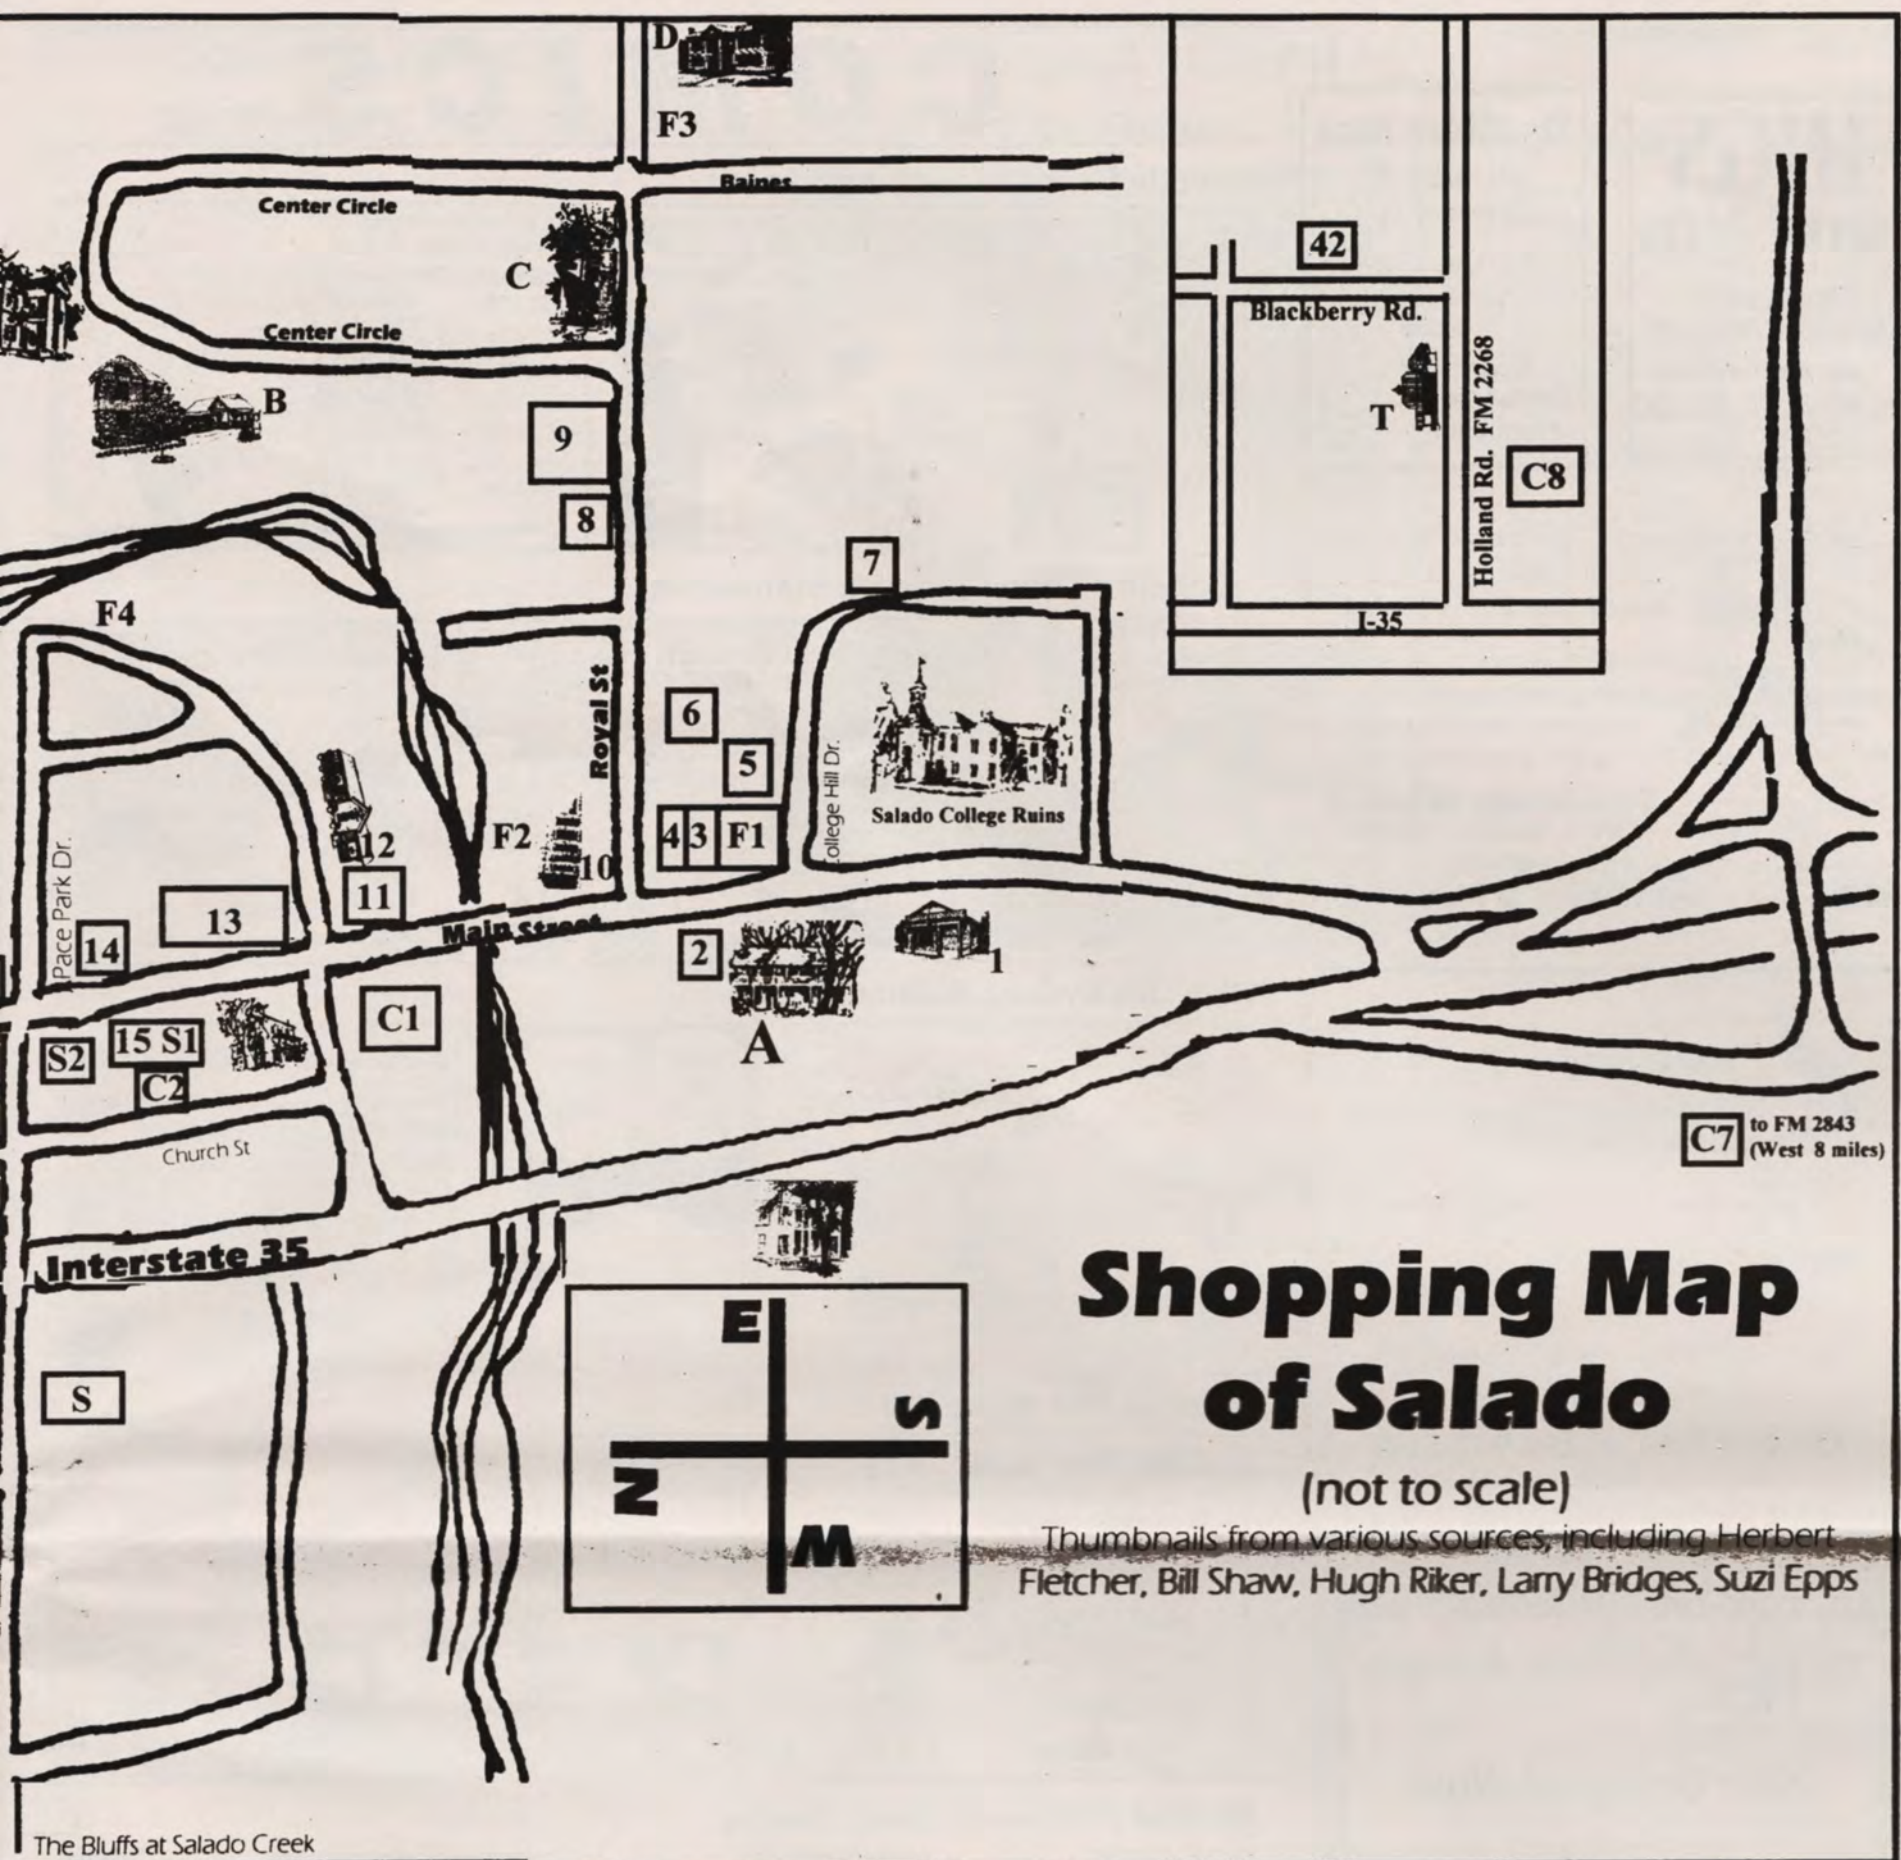 D
F3
Baines
Center Circle
C
42
Center Circle
Blackberry Rd.
Holland Rd. FM 2268
B
T
9
C8
8
7
F4
I-35
Royal St
6
5
College Hill Dr.
Salado College Ruins
4 3 F1
F2
12
10
11
Pace Park Dr.
13
Main Street
14
2
1
C1
15 S1
S2
A
C2
Church St
C7 to FM 2843
(West 8 miles)
Interstate 35
Shopping Map
of Salado
(not to scale)
Thumbnails from various sources, including Herbert
Fletcher, Bill Shaw, Hugh Riker, Larry Bridges, Suzi Epps
E
S
N
W
S
The Bluffs at Salado Creek